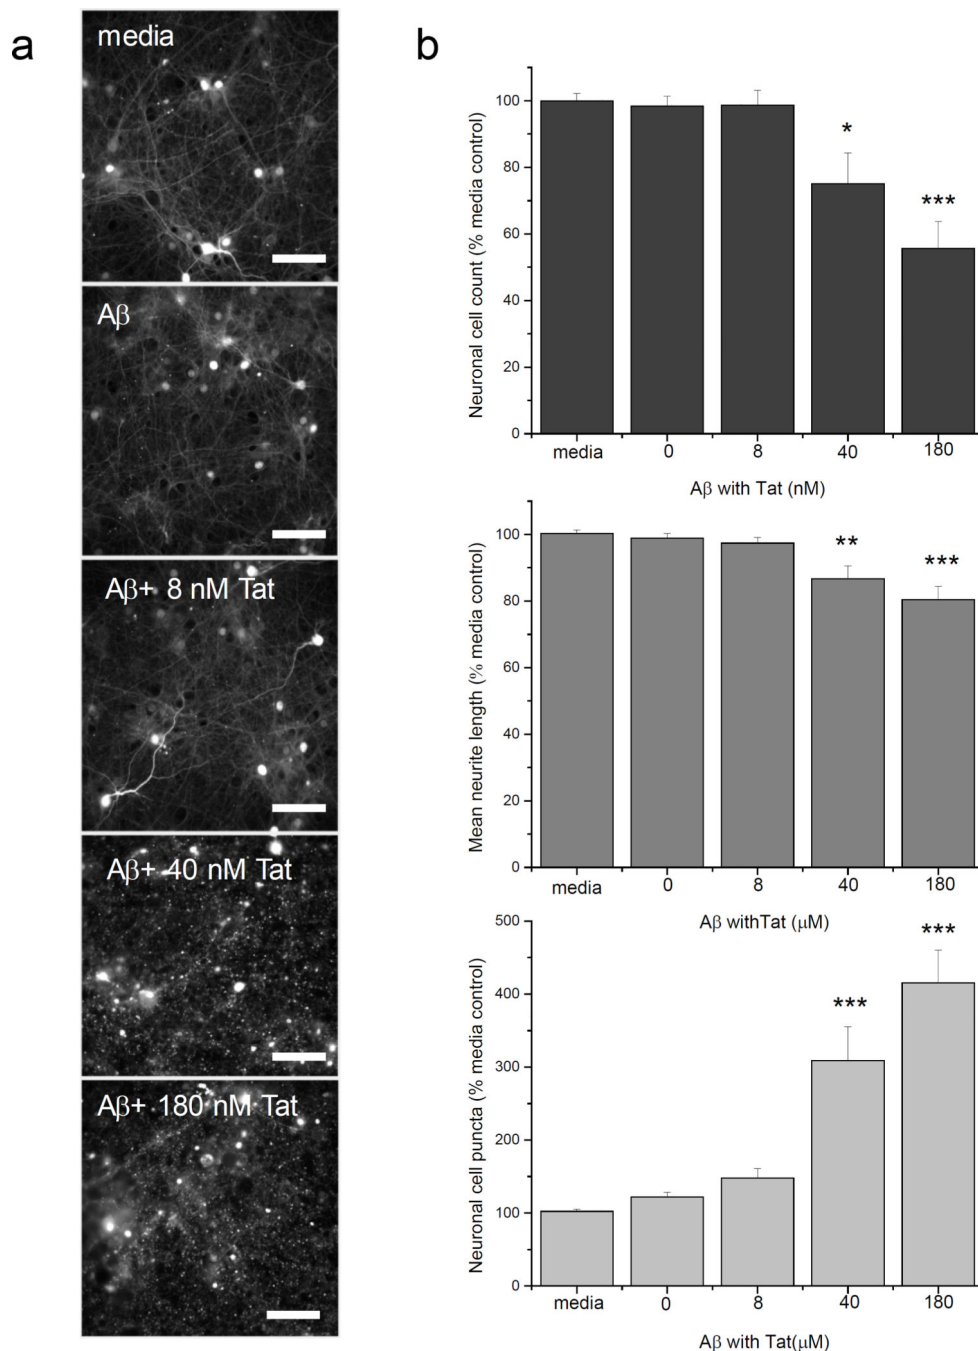 a
media
Aβ
Aβ+ 8 nM Tat
Aβ+ 40 nM Tat
Aβ+ 180 nM Tat
b
Neuronal cell count (% media control)
100
80
60
40
20
0
*
***
media 0 8 40 180
Aβ with Tat (nM)
Mean neurite length (% media control)
100
80
60
40
20
0
**
***
media 0 8 40 180
Aβ withTat (μM)
Neuronal cell puncta (% media control)
500
400
300
200
100
0
***
***
media 0 8 40 180
Aβ with Tat(μM)